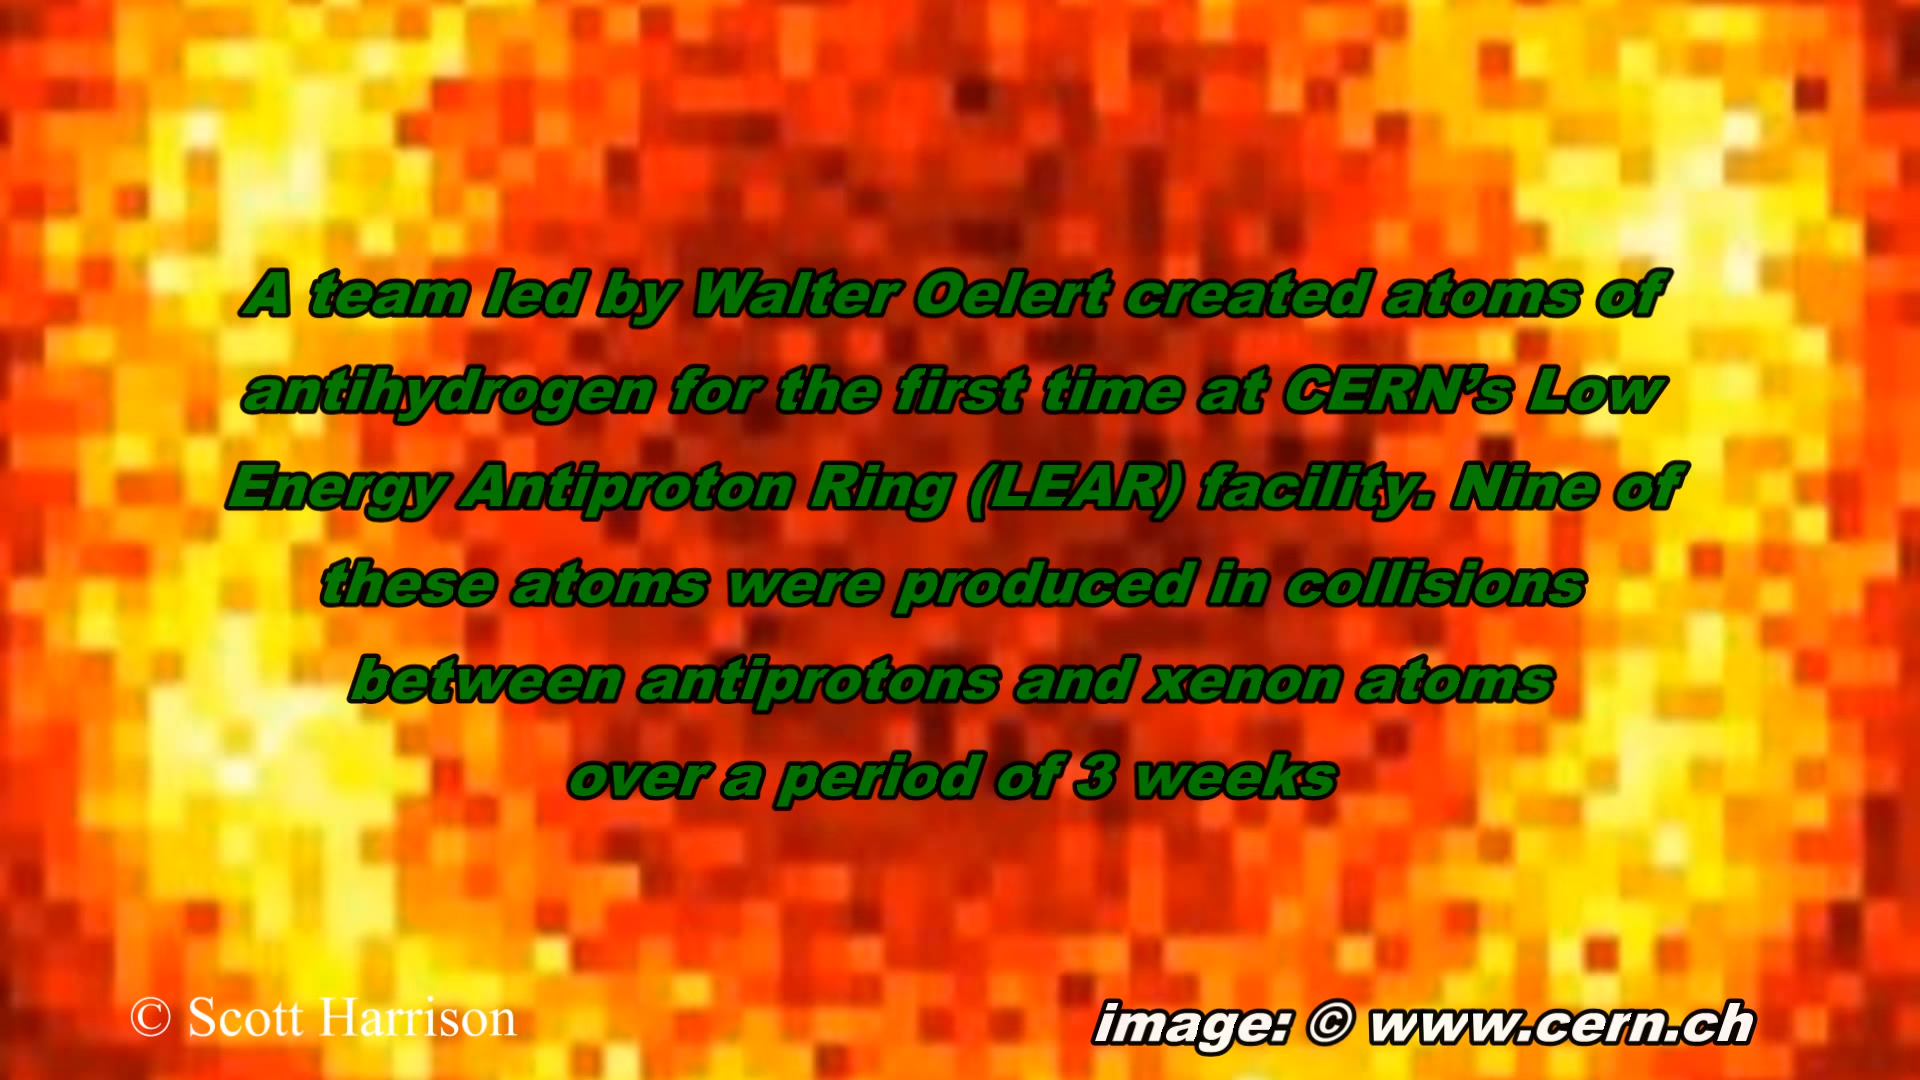 A team led by Walter Oelert created atoms of
antihydrogen for the first time at CERN’s Low
Energy Antiproton Ring (LEAR) facility. Nine of
these atoms were produced in collisions
between antiprotons and xenon atoms
over a period of 3 weeks
© Scott Harrison
image: © www.cern.ch